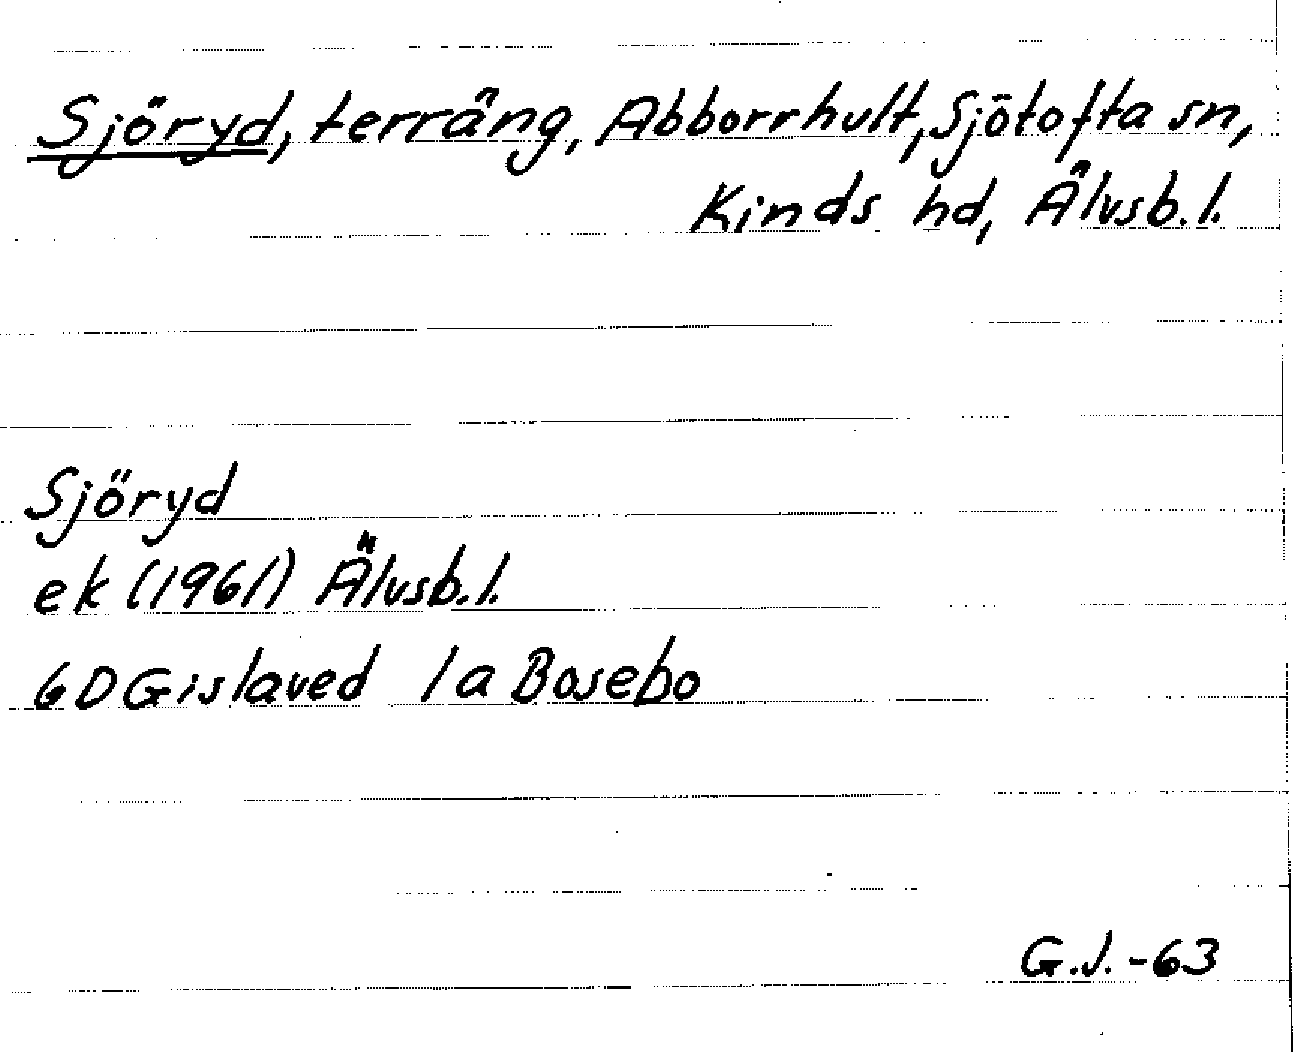 Sjöryd, terräng, Abborrhult, Sjötofta sn,
Kinds hd, Älvsb.l.
Sjöryd
ek (1961) Älvsb.l.
6D Gislaved 1a Bosebo
G.J.-63